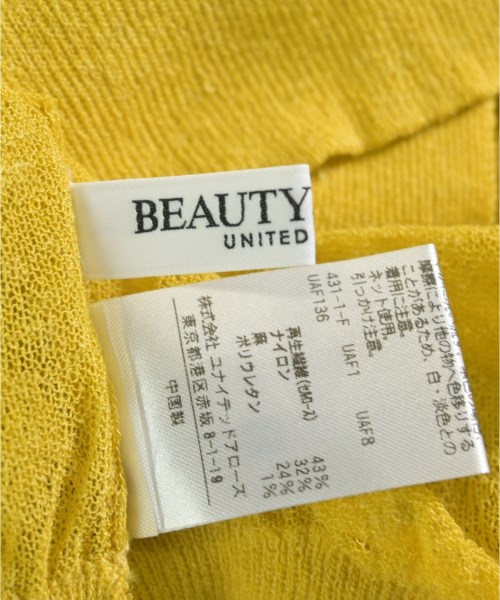 BEAUTY
UNITED
摩擦により他の物へ色移りする
ことがあるため、白・淡色との
着用に注意。
ネット使用。
引っかけ注意。
431-1-F UAF1 UAF8
UAF136
再生繊維(セルロース) 43%
ナイロン 32%
麻 24%
ポリウレタン 1%
株式会社 ユナイテッドアローズ
東京都港区赤坂 8-1-19
中国製